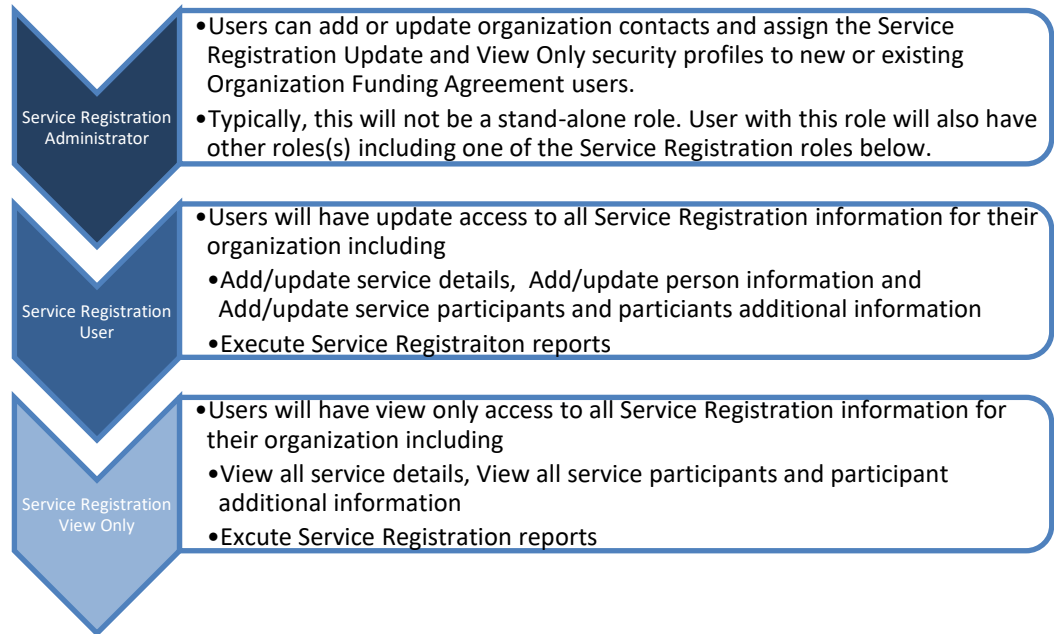 Service Registration
Administrator
•Users can add or update organization contacts and assign the Service
Registration Update and View Only security profiles to new or existing
Organization Funding Agreement users.
•Typically, this will not be a stand-alone role. User with this role will also have
other roles(s) including one of the Service Registration roles below.
Service Registration
User
•Users will have update access to all Service Registration information for their
organization including
•Add/update service details, Add/update person information and
Add/update service participants and particiants additional information
•Execute Service Registraiton reports
Service Registration
View Only
•Users will have view only access to all Service Registration information for
their organization including
•View all service details, View all service participants and participant
additional information
•Excute Service Registration reports